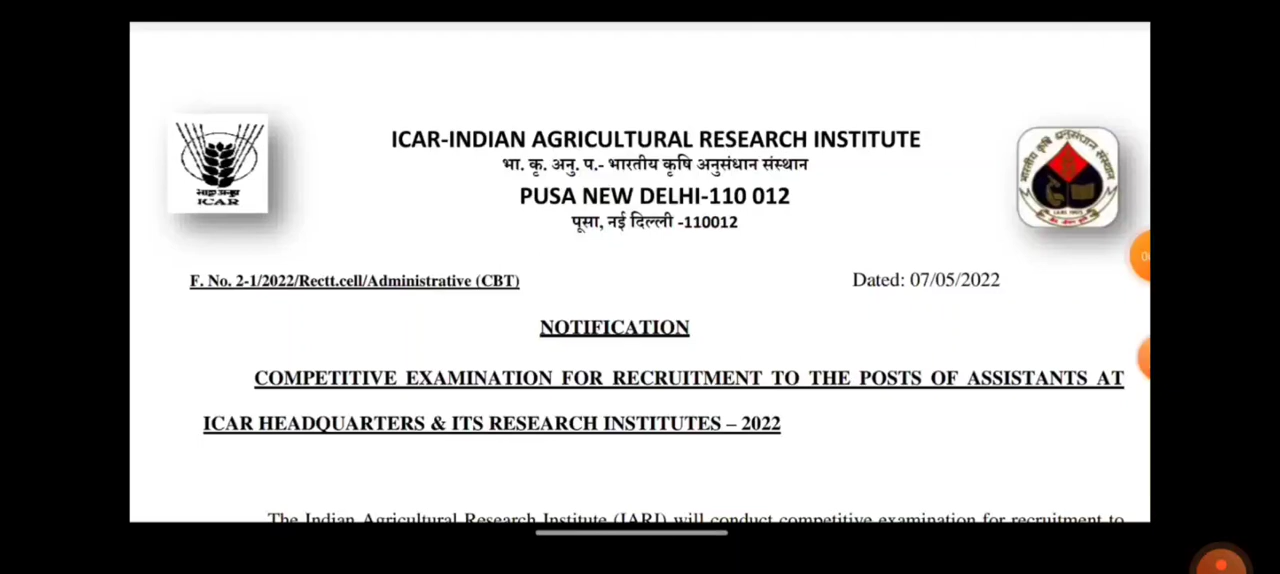 ICAR-INDIAN AGRICULTURAL RESEARCH INSTITUTE
भा. कृ. अनु. प.- भारतीय कृषि अनुसंधान संस्थान
PUSA NEW DELHI-110 012
पूसा, नई दिल्ली -110012
भाकृअनुप
ICAR
भारतीय कृषि अनुसंधान संस्थान
F. No. 2-1/2022/Rectt.cell/Administrative (CBT)
Dated: 07/05/2022
NOTIFICATION
COMPETITIVE EXAMINATION FOR RECRUITMENT TO THE POSTS OF ASSISTANTS AT
ICAR HEADQUARTERS & ITS RESEARCH INSTITUTES – 2022
The Indian Agricultural Research Institute (IARI) will conduct competitive examination for recruitment to